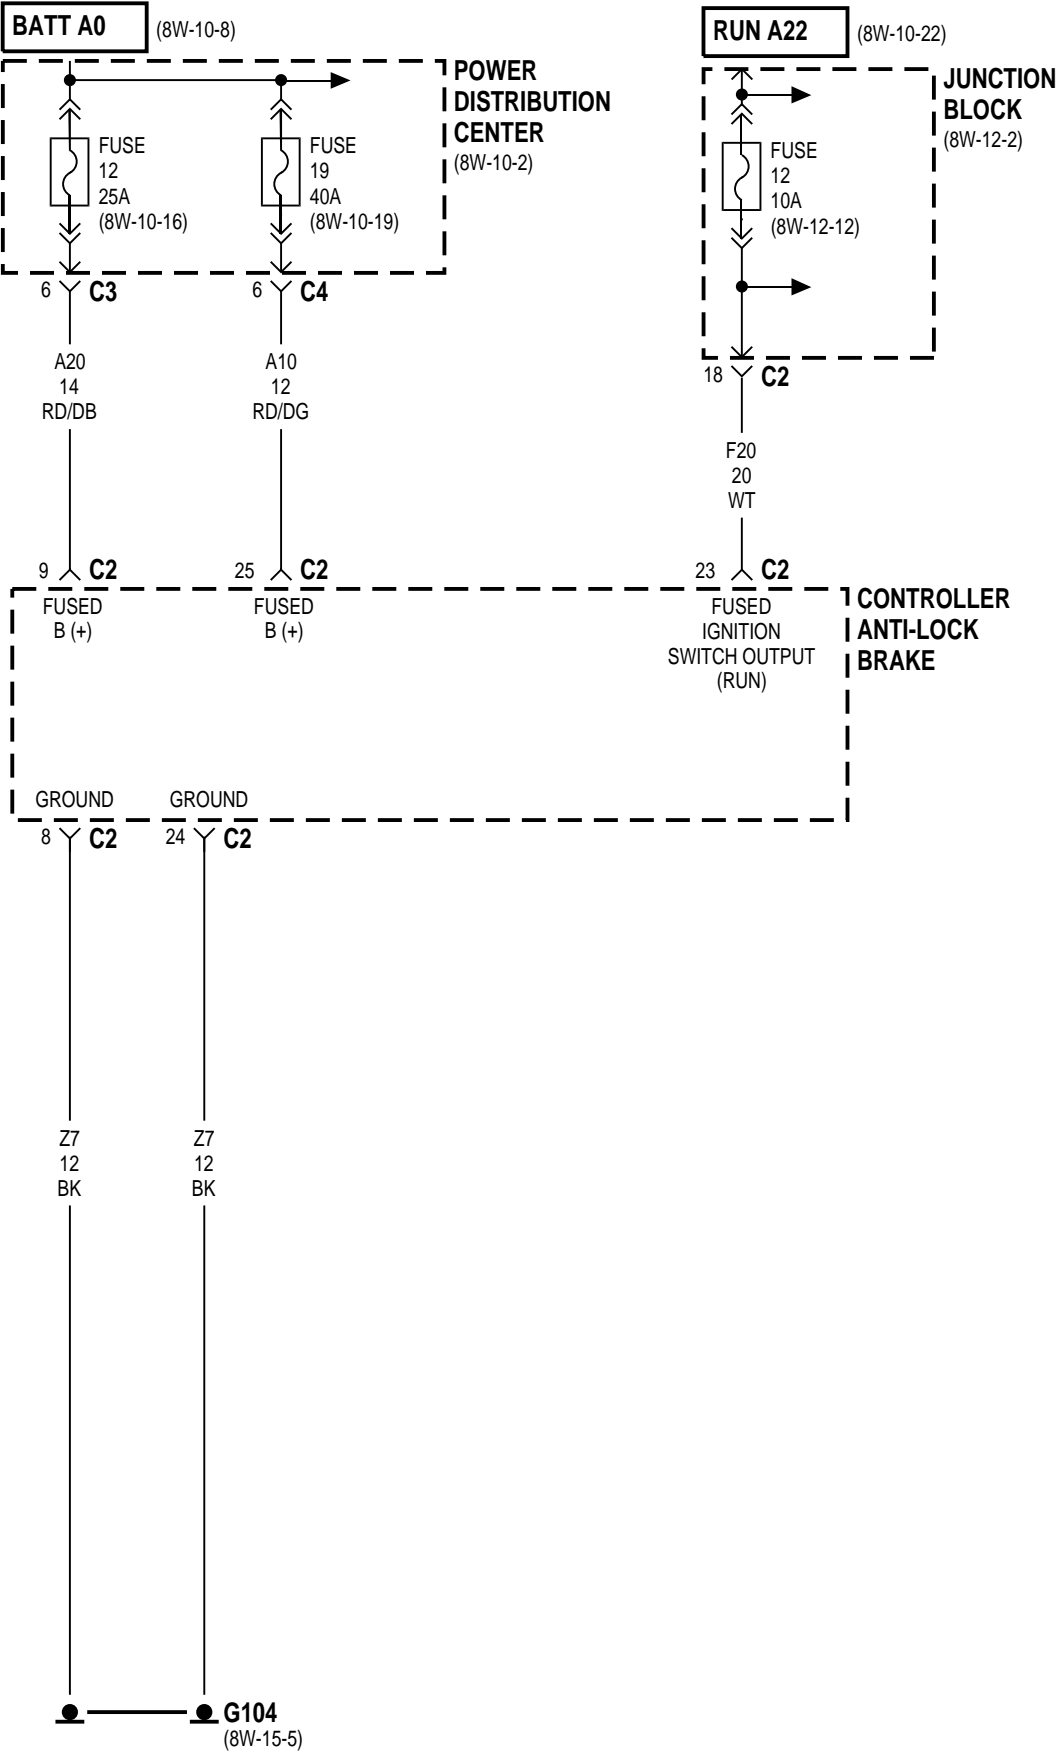 BATT A0
(8W-10-8)
RUN A22
(8W-10-22)
POWER
DISTRIBUTION
CENTER
(8W-10-2)
JUNCTION
BLOCK
(8W-12-2)
FUSE
12
25A
(8W-10-16)
FUSE
19
40A
(8W-10-19)
FUSE
12
10A
(8W-12-12)
6 C3
6 C4
18 C2
A20
14
RD/DB
A10
12
RD/DG
F20
20
WT
9 C2
25 C2
23 C2
FUSED
B (+)
FUSED
B (+)
FUSED
IGNITION
SWITCH OUTPUT
(RUN)
CONTROLLER
ANTI-LOCK
BRAKE
GROUND
GROUND
8 C2
24 C2
Z7
12
BK
Z7
12
BK
G104
(8W-15-5)